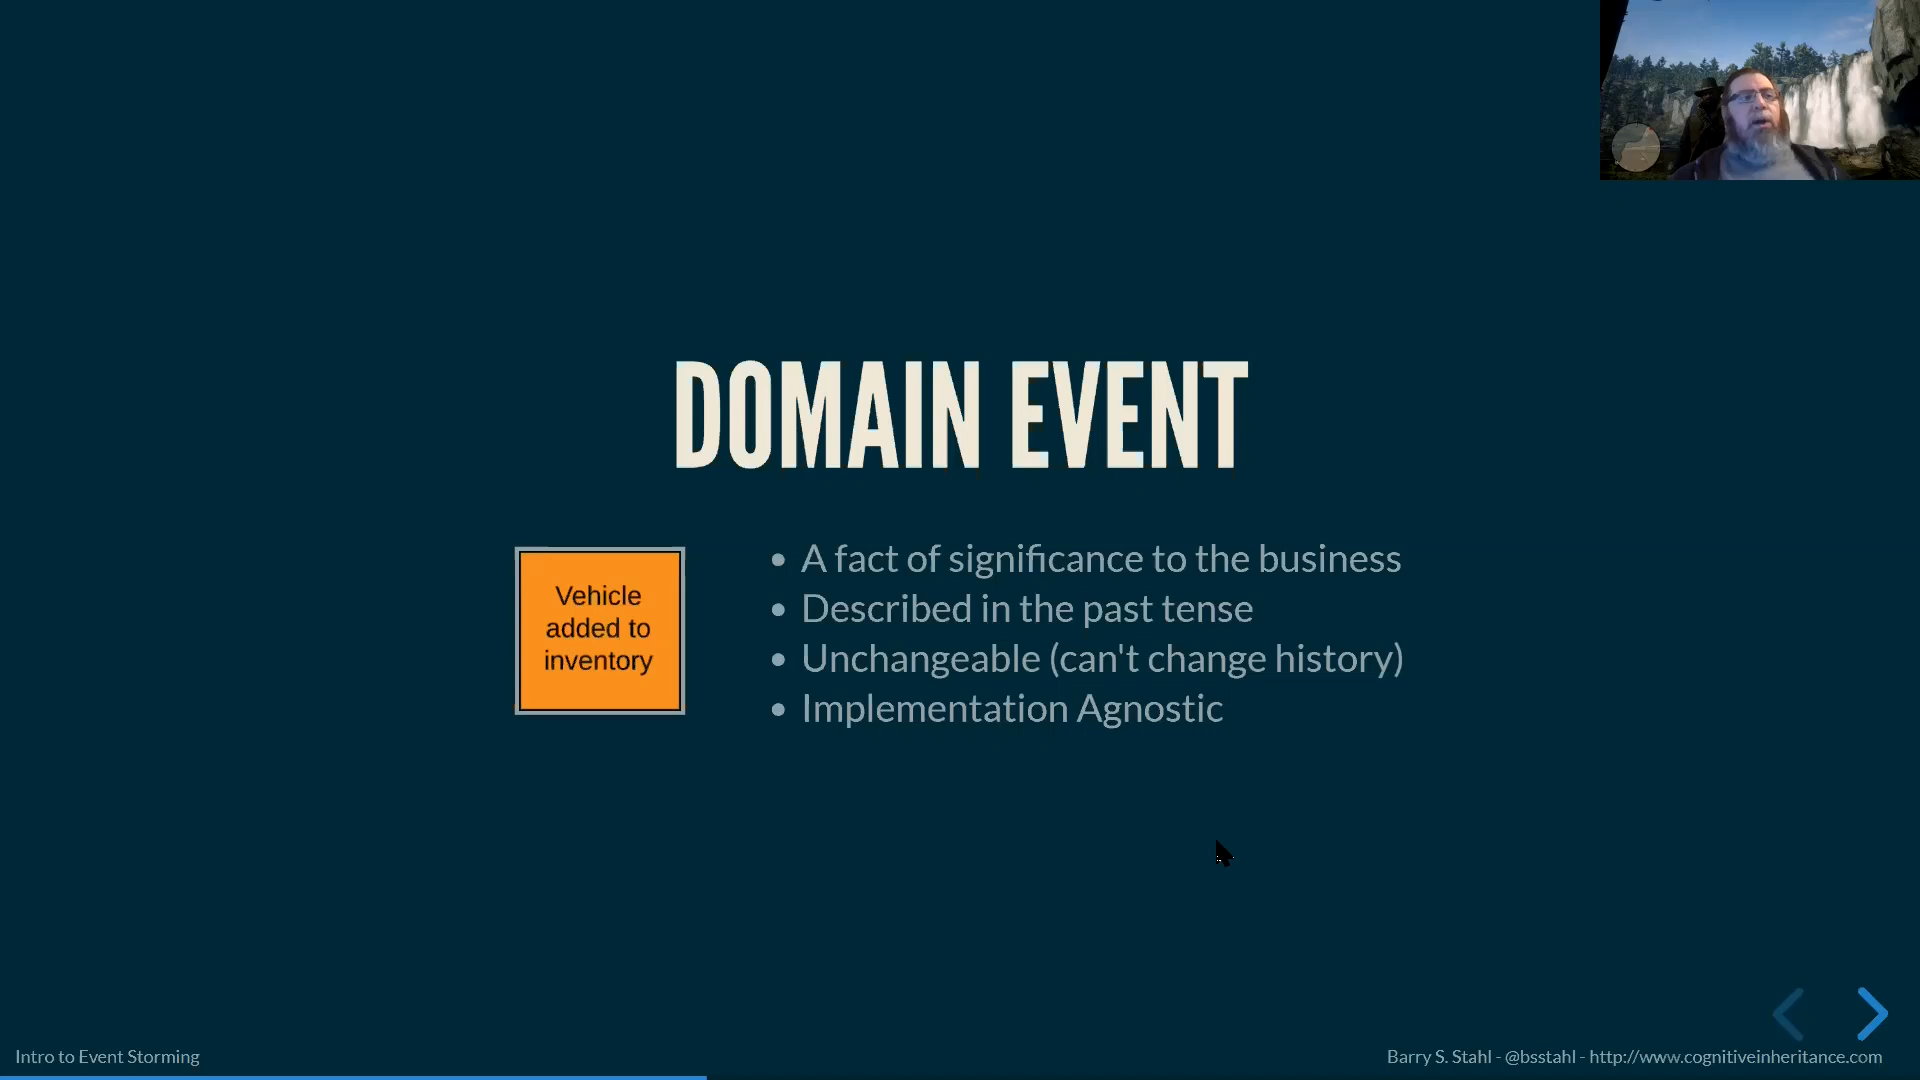 DOMAIN EVENT
Vehicle
added to
inventory
• A fact of significance to the business
• Described in the past tense
• Unchangeable (can't change history)
• Implementation Agnostic
Intro to Event Storming
Barry S. Stahl - @bsstahl - http://www.cognitiveinheritance.com